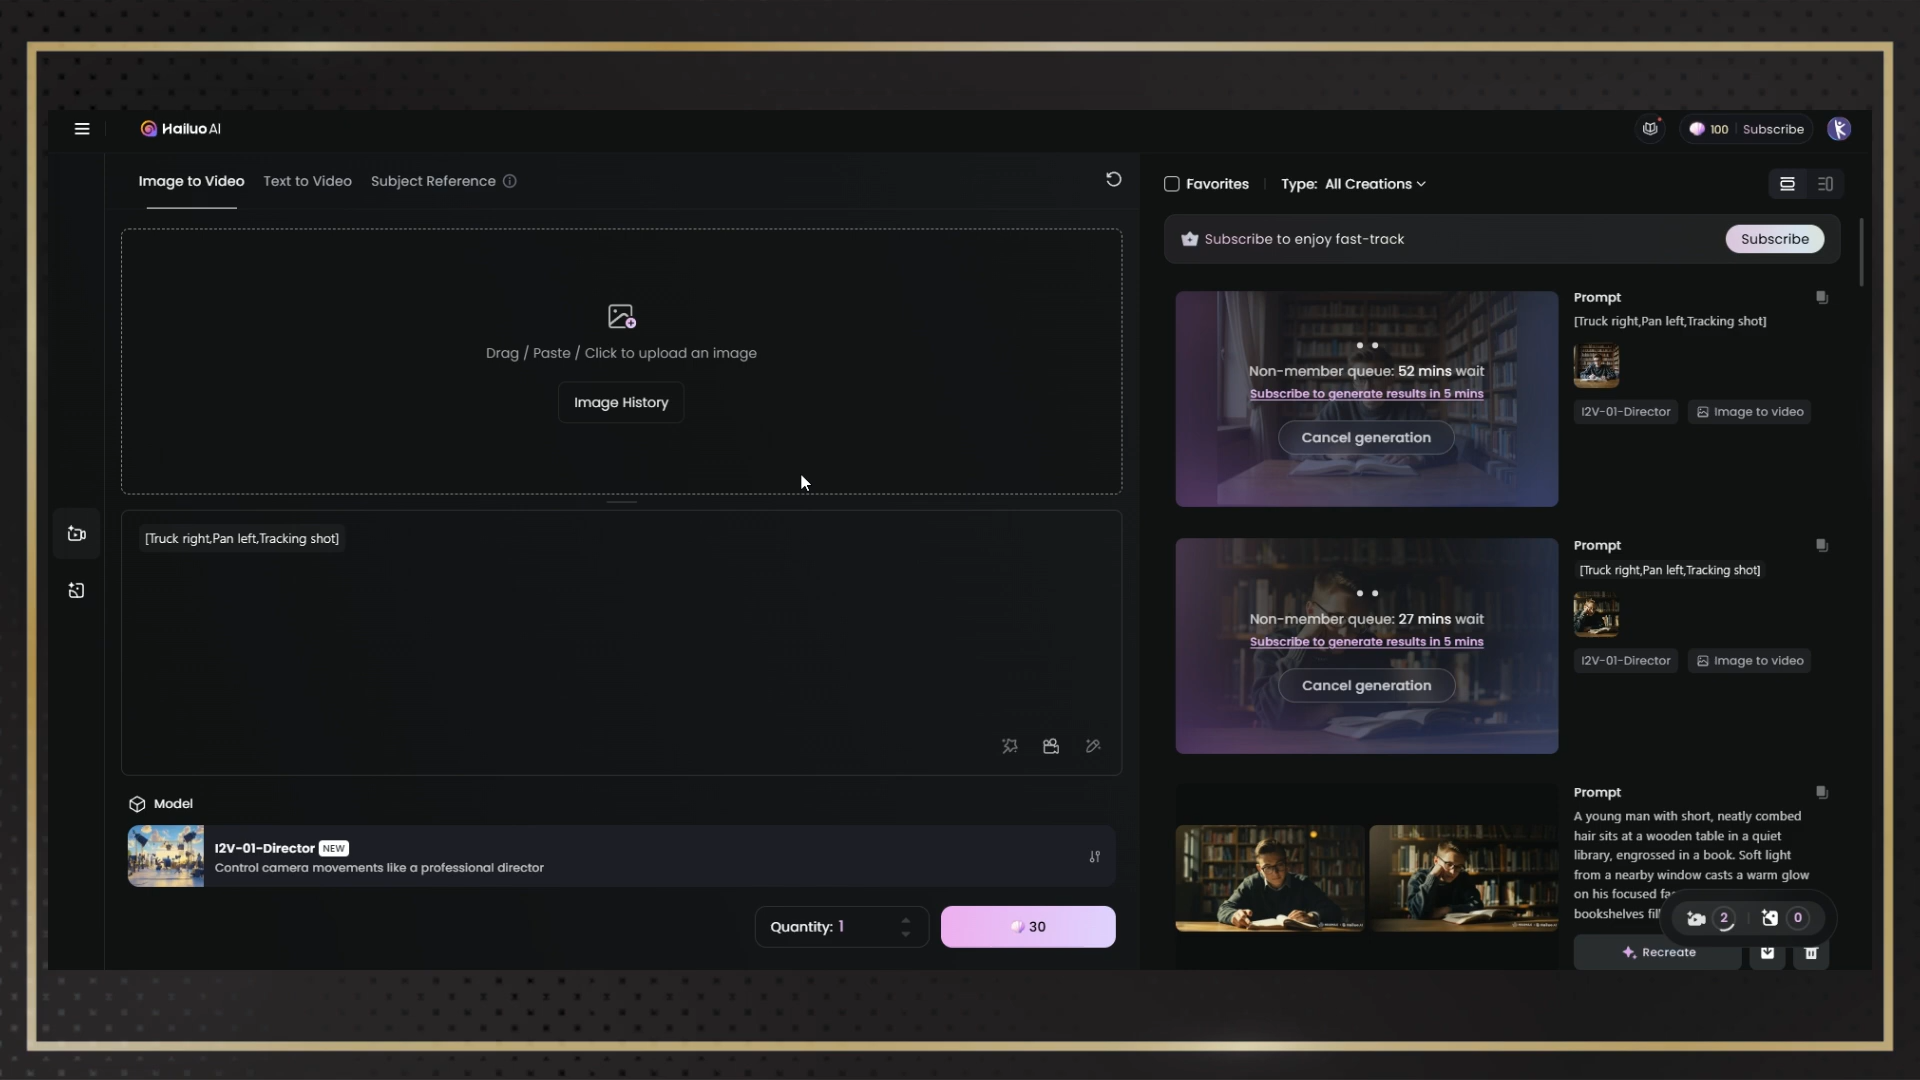 Hailuo AI
100
Subscribe
Image to Video
Text to Video
Subject Reference
Favorites
Type: All Creations
Subscribe to enjoy fast-track
Subscribe
Drag / Paste / Click to upload an image
Image History
Non-member queue: 52 mins wait
Subscribe to generate results in 5 mins
Cancel generation
Prompt
[Truck right,Pan left,Tracking shot]
I2V-01-Director
Image to video
[Truck right,Pan left,Tracking shot]
Non-member queue: 27 mins wait
Subscribe to generate results in 5 mins
Cancel generation
Prompt
[Truck right,Pan left,Tracking shot]
I2V-01-Director
Image to video
Model
I2V-01-Director NEW
Control camera movements like a professional director
Quantity: 1
30
Prompt
A young man with short, neatly combed
hair sits at a wooden table in a quiet
library, engrossed in a book. Soft light
from a nearby window casts a warm glow
on his focused
bookshelves
2
0
Recreate